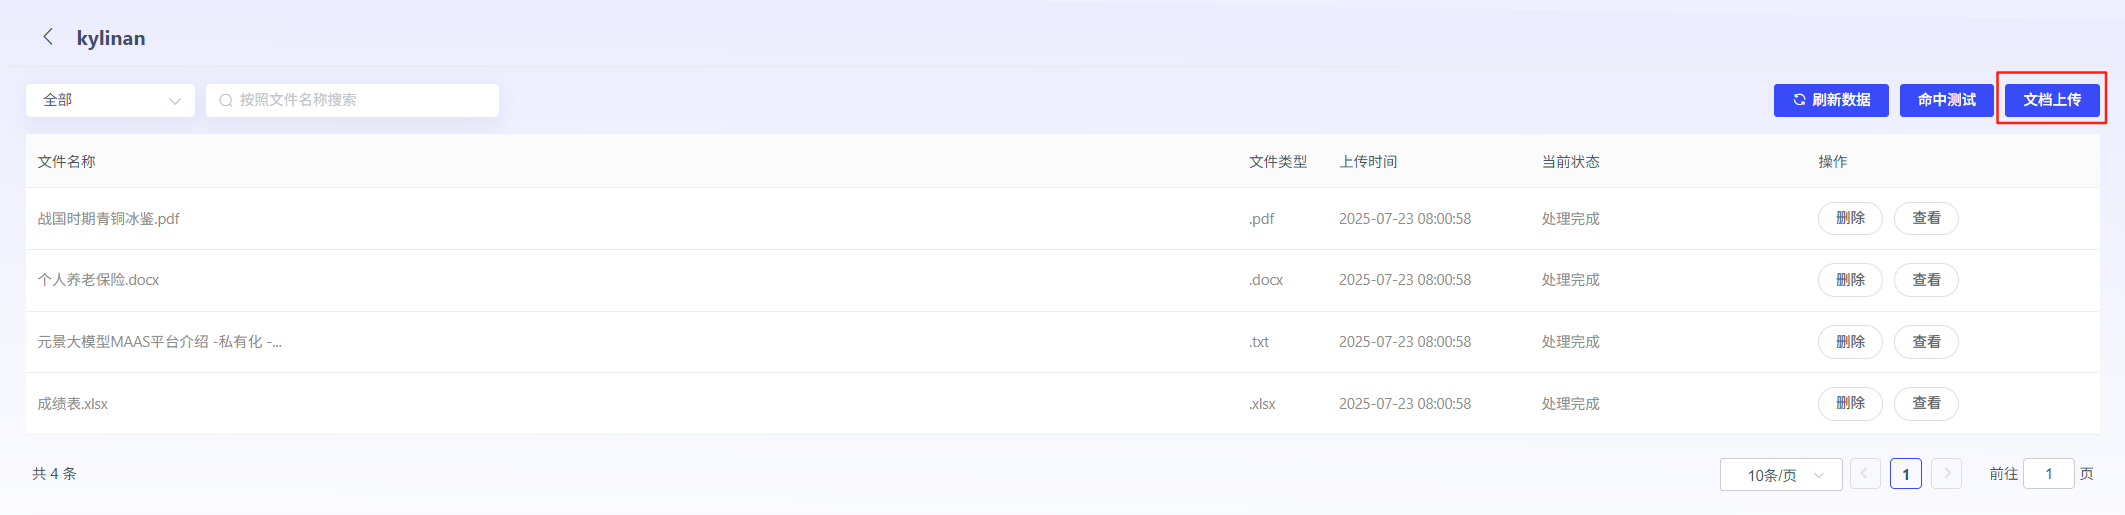 kylinan
全部 按照文件名称搜索 刷新数据 命中测试 文档上传
文件名称 文件类型 上传时间 当前状态 操作
战国时期青铜冰鉴.pdf .pdf 2025-07-23 08:00:58 处理完成 删除 查看
个人养老保险.docx .docx 2025-07-23 08:00:58 处理完成 删除 查看
元景大模型MAAS平台介绍 -私有化 -... .txt 2025-07-23 08:00:58 处理完成 删除 查看
成绩表.xlsx .xlsx 2025-07-23 08:00:58 处理完成 删除 查看
共 4 条 10条/页 1 前往 1 页